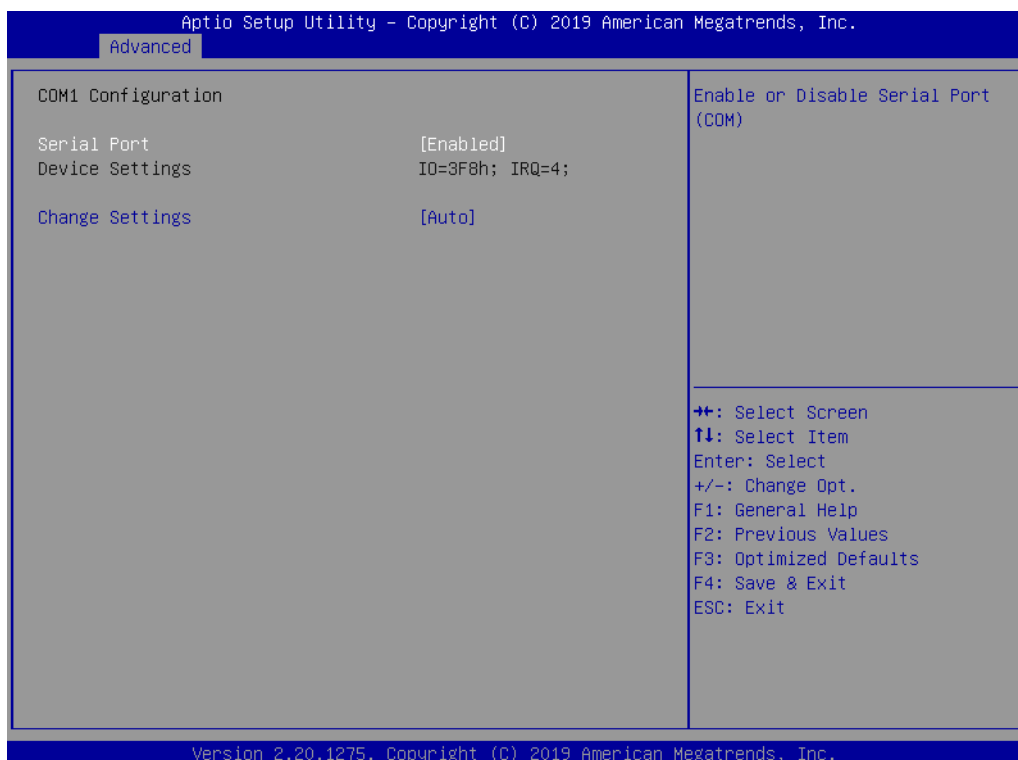 Aptio Setup Utility – Copyright (C) 2019 American Megatrends, Inc.
Advanced
COM1 Configuration
Serial Port [Enabled]
Device Settings IO=3F8h; IRQ=4;
Change Settings [Auto]
Enable or Disable Serial Port
(COM)
→←: Select Screen
↑↓: Select Item
Enter: Select
+/-: Change Opt.
F1: General Help
F2: Previous Values
F3: Optimized Defaults
F4: Save & Exit
ESC: Exit
Version 2.20.1275. Copyright (C) 2019 American Megatrends, Inc.